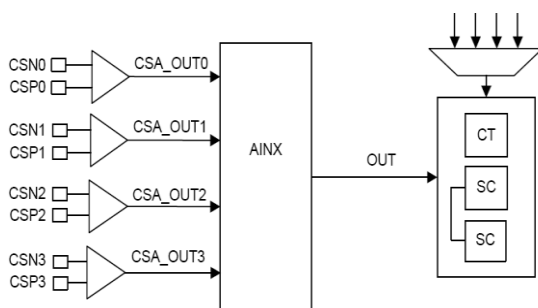 CSN0
CSP0
CSA_OUT0
CSN1
CSP1
CSA_OUT1
CSN2
CSP2
CSA_OUT2
CSN3
CSP3
CSA_OUT3
AINX
OUT
CT
SC
SC